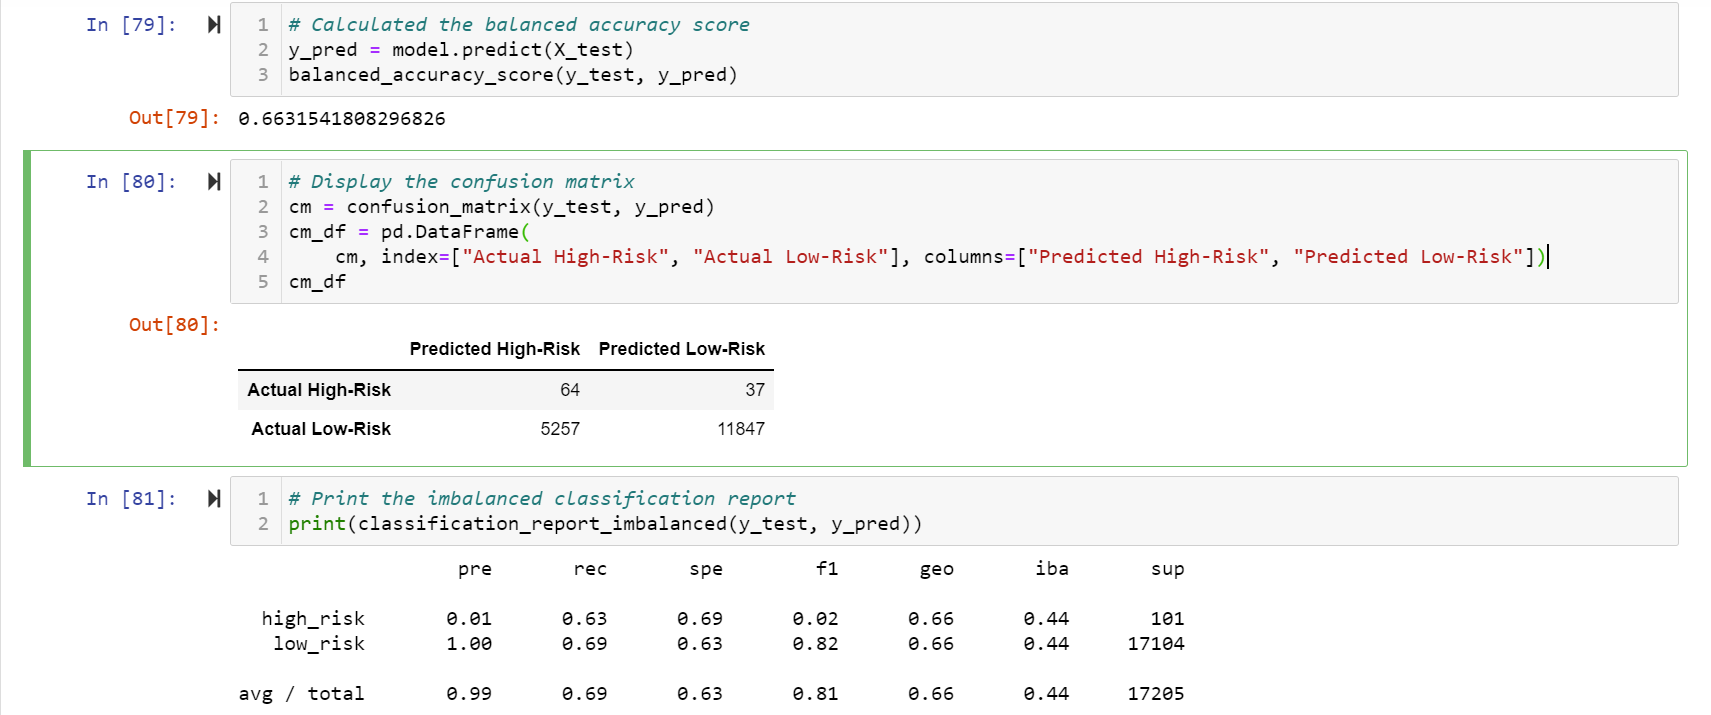 In [79]:
1 # Calculated the balanced accuracy score
2 y_pred = model.predict(X_test)
3 balanced_accuracy_score(y_test, y_pred)
Out[79]: 0.6631541808296826
In [80]:
1 # Display the confusion matrix
2 cm = confusion_matrix(y_test, y_pred)
3 cm_df = pd.DataFrame(
4     cm, index=["Actual High-Risk", "Actual Low-Risk"], columns=["Predicted High-Risk", "Predicted Low-Risk"])
5 cm_df
Out[80]:
Predicted High-Risk Predicted Low-Risk
Actual High-Risk 64 37
Actual Low-Risk 5257 11847
In [81]:
1 # Print the imbalanced classification report
2 print(classification_report_imbalanced(y_test, y_pred))
pre rec spe f1 geo iba sup
high_risk 0.01 0.63 0.69 0.02 0.66 0.44 101
low_risk 1.00 0.69 0.63 0.82 0.66 0.44 17104
avg / total 0.99 0.69 0.63 0.81 0.66 0.44 17205